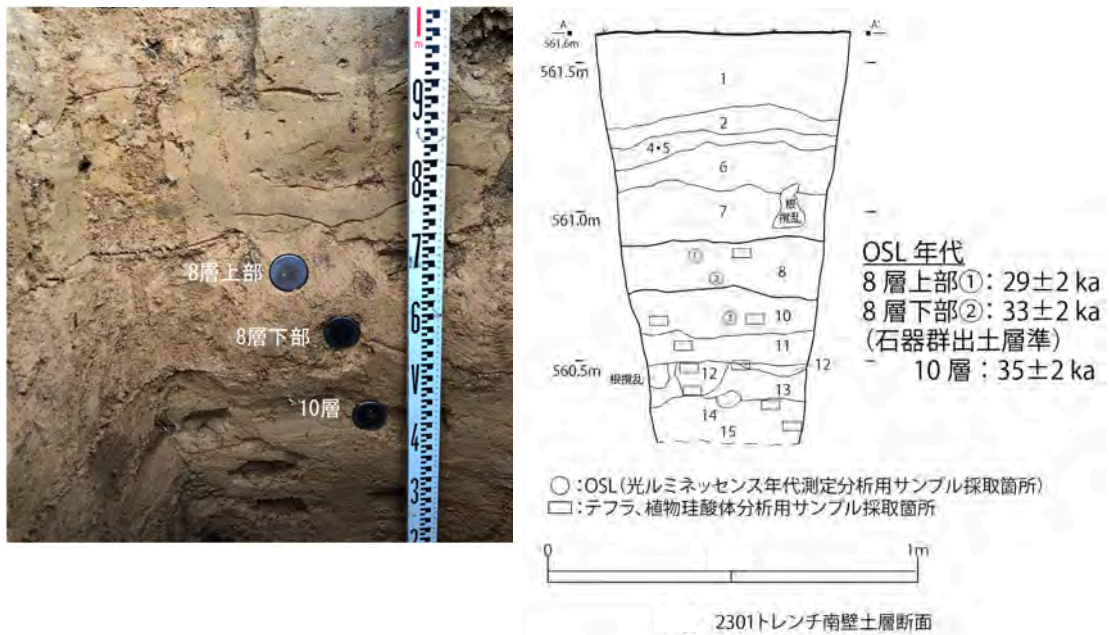 m
9
8
7
6
V
4
3
2
8層上部
8層下部
10層
A
A'
561.6m
561.5m
1
2
4•5
6
7
根
撹乱
561.0m
①
8
②
10
③
11
560.5m
根撹乱
12
12
13
14
15
OSL 年代
8 層上部①：29±2 ka
8 層下部②：33±2 ka
(石器群出土層準)
10 層：35±2 ka
○：OSL(光ルミネッセンス年代測定分析用サンプル採取箇所)
□：テフラ、植物珪酸体分析用サンプル採取箇所
0
1m
2301トレンチ南壁土層断面